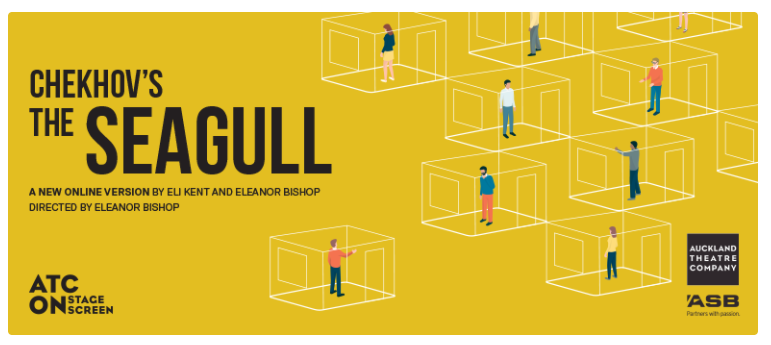 CHEKHOV'S
THE SEAGULL
A NEW ONLINE VERSION BY ELI KENT AND ELEANOR BISHOP
DIRECTED BY ELEANOR BISHOP
ATC
ON STAGE
SCREEN
AUCKLAND
THEATRE
COMPANY
ASB
Partners with passion.